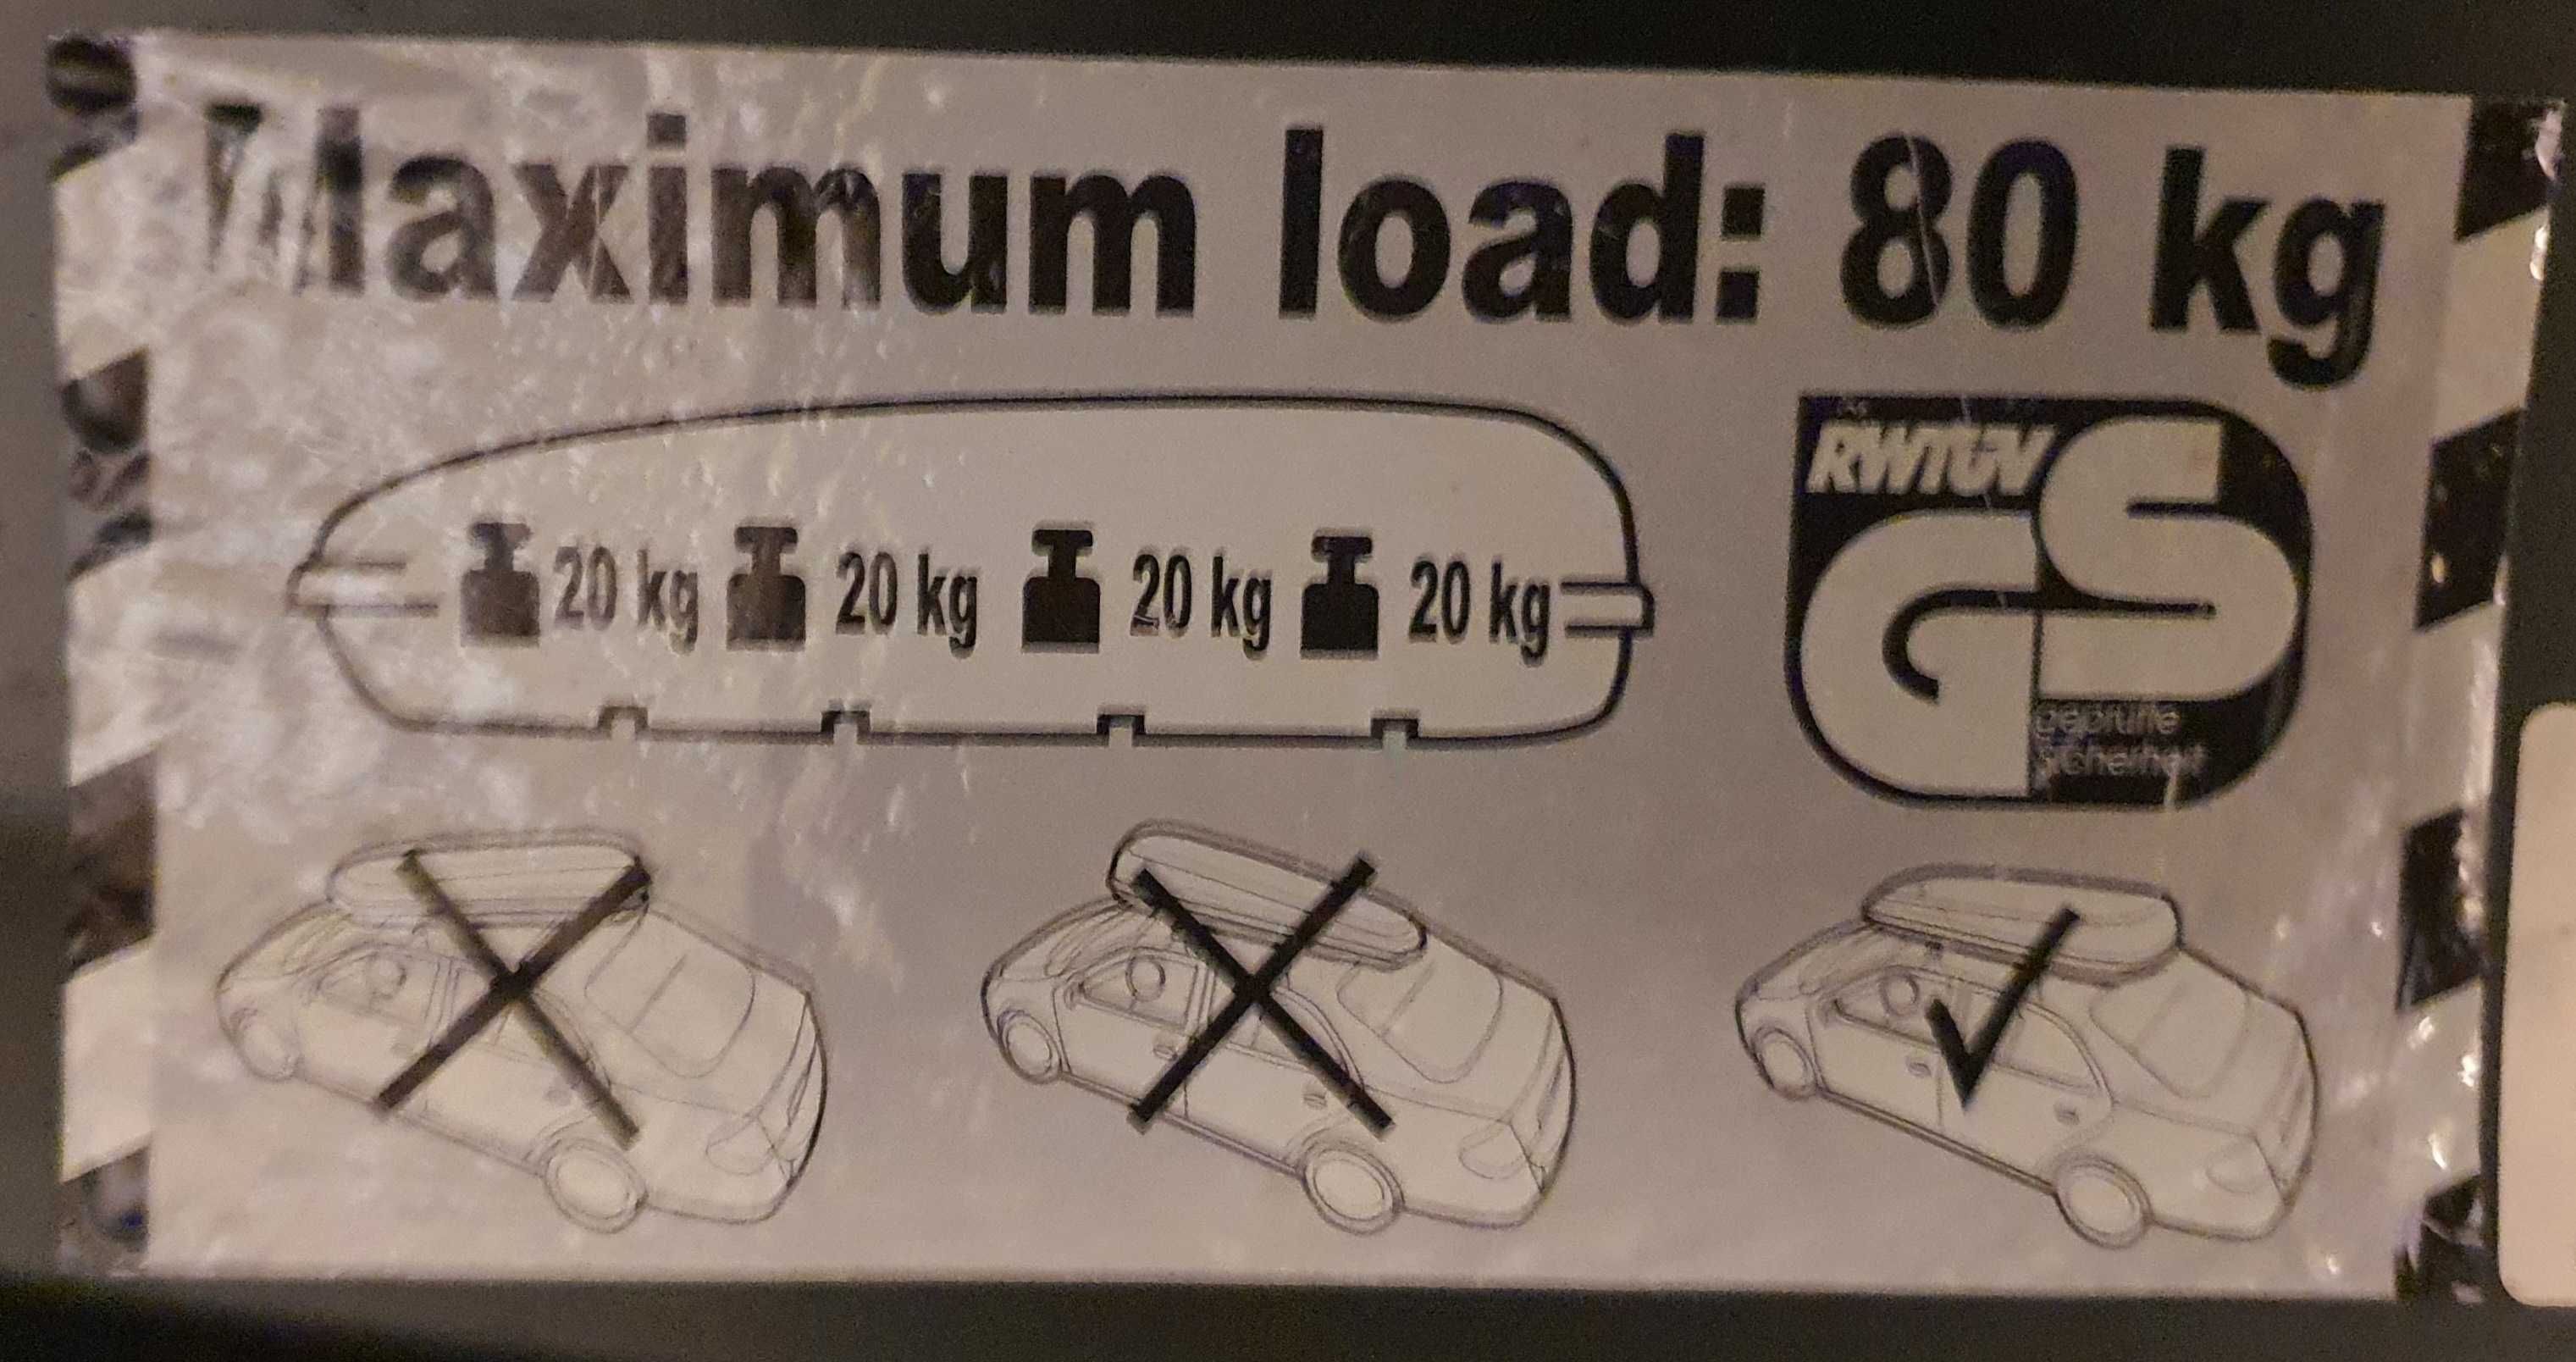 Maximum load: 80 kg
20 kg 20 kg 20 kg 20 kg
RWTÜV
GS
geprüfte
Sicherheit